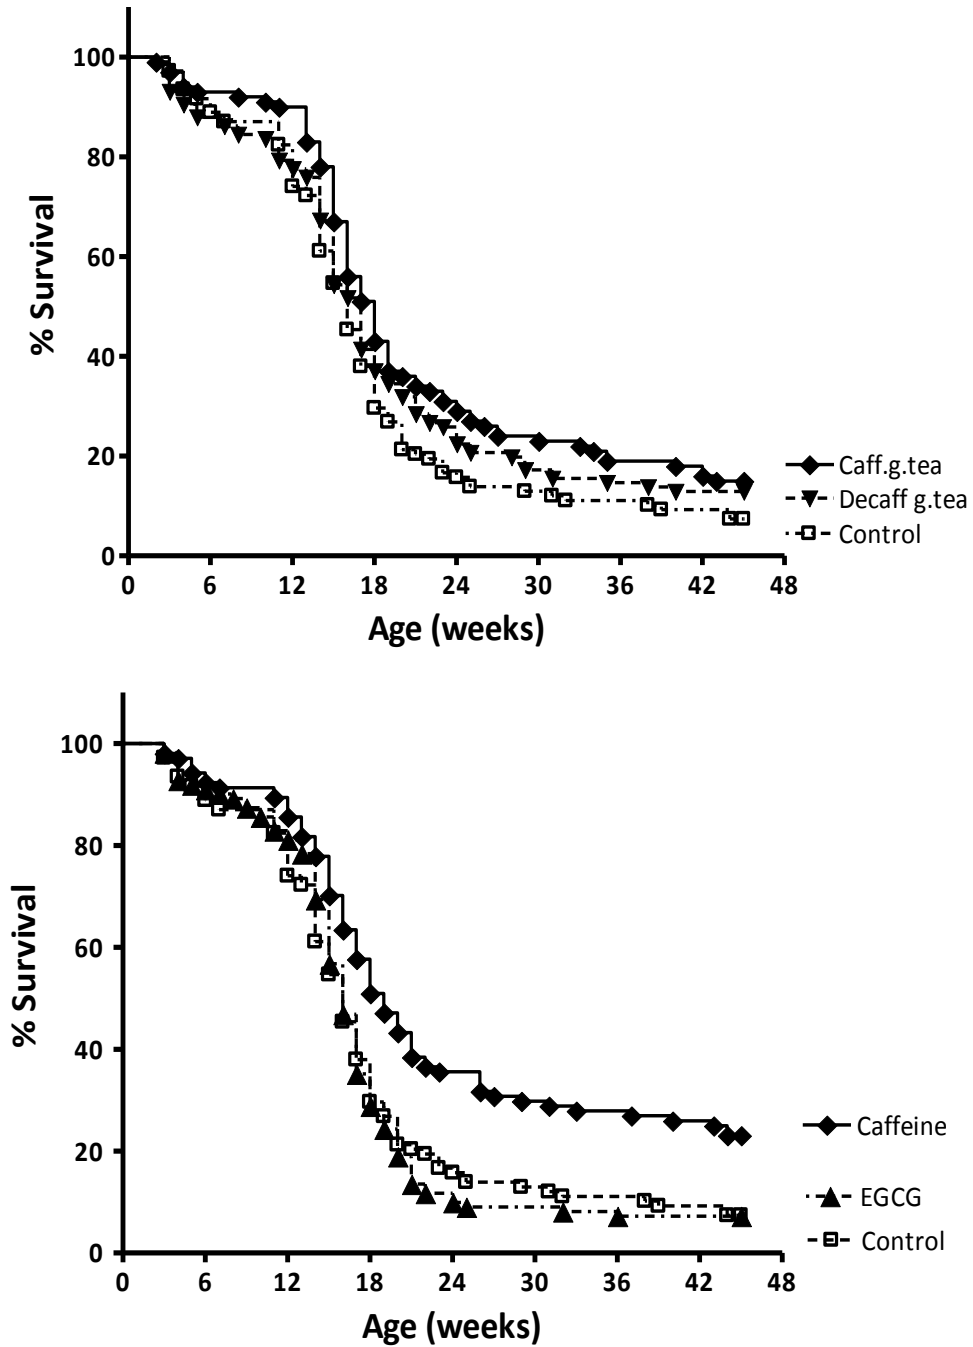 100
80
60
40
20
0
% Survival
0 6 12 18 24 30 36 42 48
Age (weeks)
Caff.g.tea
Decaff g.tea
Control
100
80
60
40
20
0
% Survival
0 6 12 18 24 30 36 42 48
Age (weeks)
Caffeine
EGCG
Control